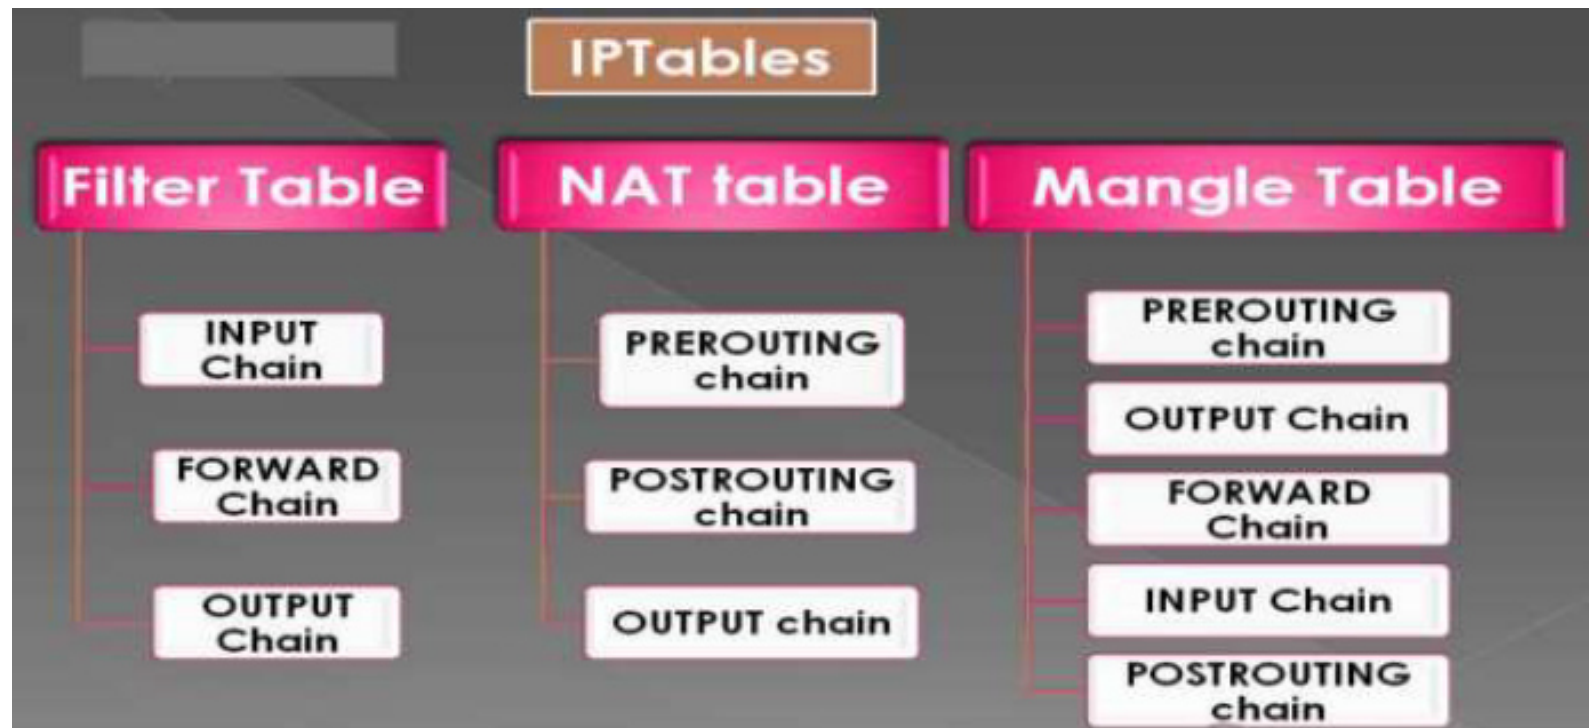 IPTables
Filter Table
INPUT
Chain
FORWARD
Chain
OUTPUT
Chain
NAT table
PREROUTING
chain
POSTROUTING
chain
OUTPUT chain
Mangle Table
PREROUTING
chain
OUTPUT Chain
FORWARD
Chain
INPUT Chain
POSTROUTING
chain